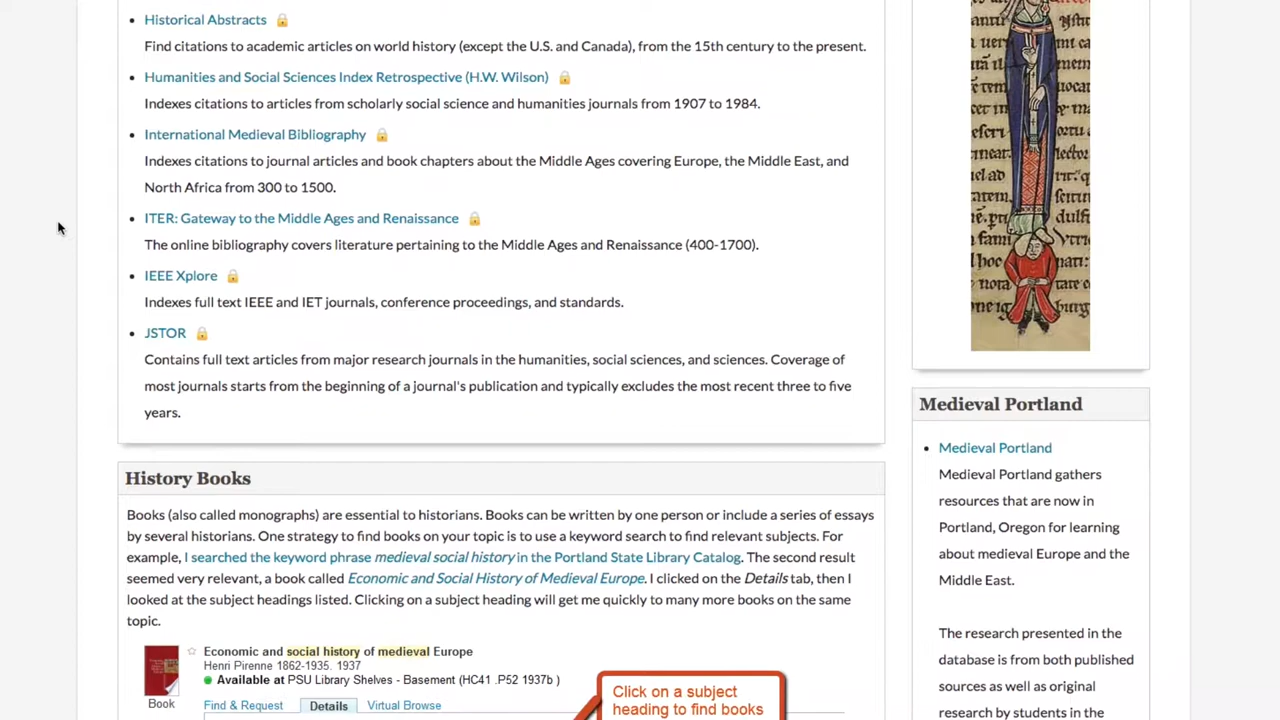 Historical Abstracts
Find citations to academic articles on world history (except the U.S. and Canada), from the 15th century to the present.
Humanities and Social Sciences Index Retrospective (H.W. Wilson)
Indexes citations to articles from scholarly social science and humanities journals from 1907 to 1984.
International Medieval Bibliography
Indexes citations to journal articles and book chapters about the Middle Ages covering Europe, the Middle East, and
North Africa from 300 to 1500.
ITER: Gateway to the Middle Ages and Renaissance
The online bibliography covers literature pertaining to the Middle Ages and Renaissance (400-1700).
IEEE Xplore
Indexes full text IEEE and IET journals, conference proceedings, and standards.
JSTOR
Contains full text articles from major research journals in the humanities, social sciences, and sciences. Coverage of
most journals starts from the beginning of a journal's publication and typically excludes the most recent three to five
years.
History Books
Books (also called monographs) are essential to historians. Books can be written by one person or include a series of essays
by several historians. One strategy to find books on your topic is to use a keyword search to find relevant subjects. For
example, I searched the keyword phrase medieval social history in the Portland State Library Catalog. The second result
seemed very relevant, a book called Economic and Social History of Medieval Europe. I clicked on the Details tab, then I
looked at the subject headings listed. Clicking on a subject heading will get me quickly to many more books on the same
topic.
Economic and social history of medieval Europe
Henri Pirenne 1862-1935. 1937
Available at PSU Library Shelves - Basement (HC41 .P52 1937b )
Book
Find & Request Details Virtual Browse
Click on a subject
heading to find books
Medieval Portland
Medieval Portland
Medieval Portland gathers
resources that are now in
Portland, Oregon for learning
about medieval Europe and the
Middle East.
The research presented in the
database is from both published
sources as well as original
research by students in the